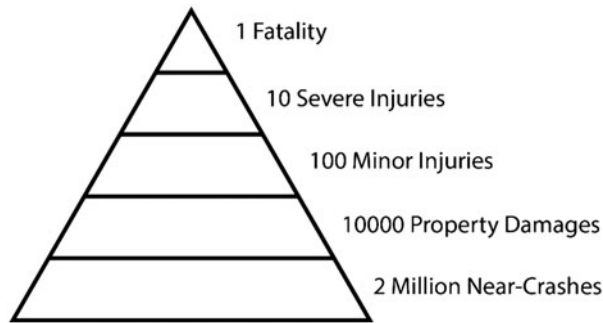 1 Fatality
10 Severe Injuries
100 Minor Injuries
10000 Property Damages
2 Million Near-Crashes